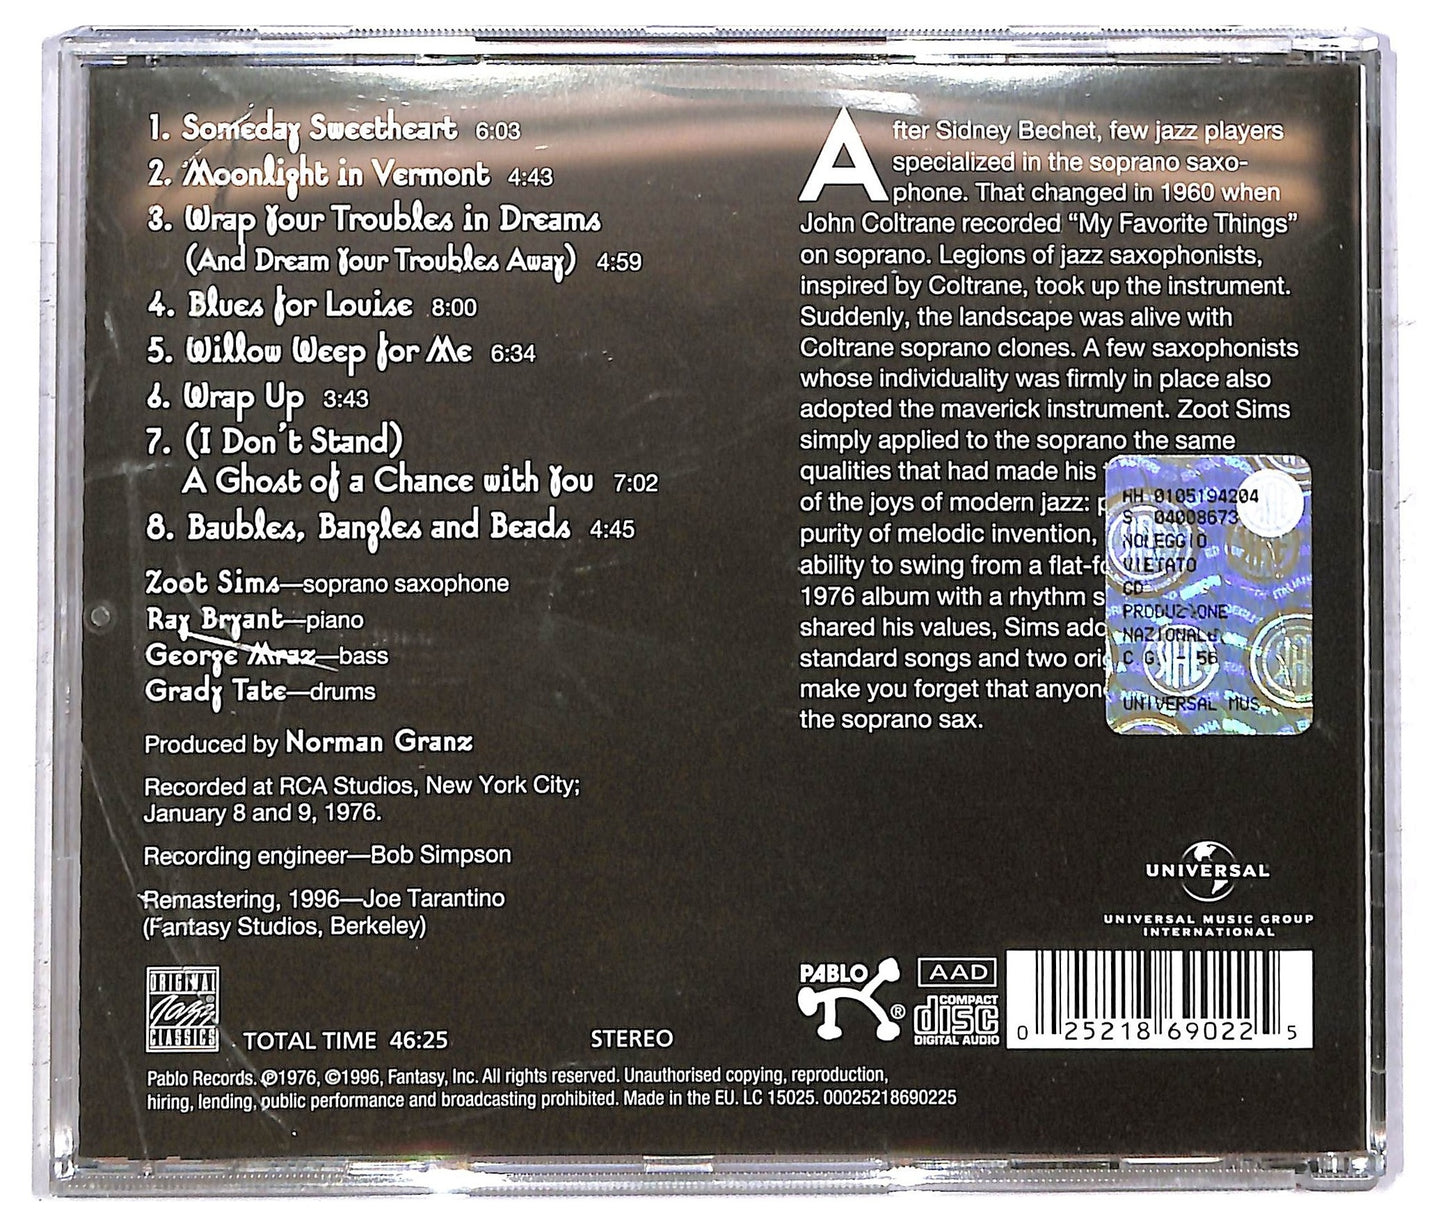 1. Someday Sweetheart 6:03
2. Moonlight in Vermont 4:43
3. Wrap Your Troubles in Dreams
(And Dream Your Troubles Away) 4:59
4. Blues for Louise 8:00
5. Willow Weep for Me 6:34
6. Wrap Up 3:43
7. (I Don't Stand)
A Ghost of a Chance with You 7:02
8. Baubles, Bangles and Beads 4:45
Zoot Sims—soprano saxophone
Ray Bryant—piano
George Mraz—bass
Grady Tate—drums
Produced by Norman Granz
Recorded at RCA Studios, New York City;
January 8 and 9, 1976.
Recording engineer—Bob Simpson
Remastering, 1996—Joe Tarantino
(Fantasy Studios, Berkeley)
After Sidney Bechet, few jazz players
specialized in the soprano saxo-
phone. That changed in 1960 when
John Coltrane recorded “My Favorite Things”
on soprano. Legions of jazz saxophonists,
inspired by Coltrane, took up the instrument.
Suddenly, the landscape was alive with
Coltrane soprano clones. A few saxophonists
whose individuality was firmly in place also
adopted the maverick instrument. Zoot Sims
simply applied to the soprano the same
qualities that had made his
of the joys of modern jazz:
purity of melodic invention,
ability to swing from a
1976 album with a rhythm
shared his values, Sims
standard songs and two
make you forget that
the soprano sax.
HH 0105194204
S 04008673
NOLEGGIO
VIETATO
CD
PRODUZIONE
NAZIONALE
C G - 56
UNIVERSAL MUS
UNIVERSAL
UNIVERSAL MUSIC GROUP
INTERNATIONAL
ORIGINAL
Jazz®
CLASSICS
TOTAL TIME 46:25
STEREO
PABLO ®
AAD
COMPACT
disc
DIGITAL AUDIO
0 25218 69022 5
Pablo Records. ℗1976, ©1996, Fantasy, Inc. All rights reserved. Unauthorised copying, reproduction,
hiring, lending, public performance and broadcasting prohibited. Made in the EU. LC 15025. 00025218690225